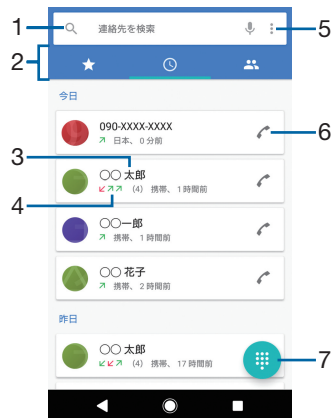 1
連絡先を検索
5
2
今日
090-XXXX-XXXX
日本、0 分前
6
3
○○ 太郎
(4) 携帯、1時間前
4
○○一郎
携帯、1時間前
○○ 花子
携帯、2時間前
昨日
○○ 太郎
(4) 携帯、17時間前
7